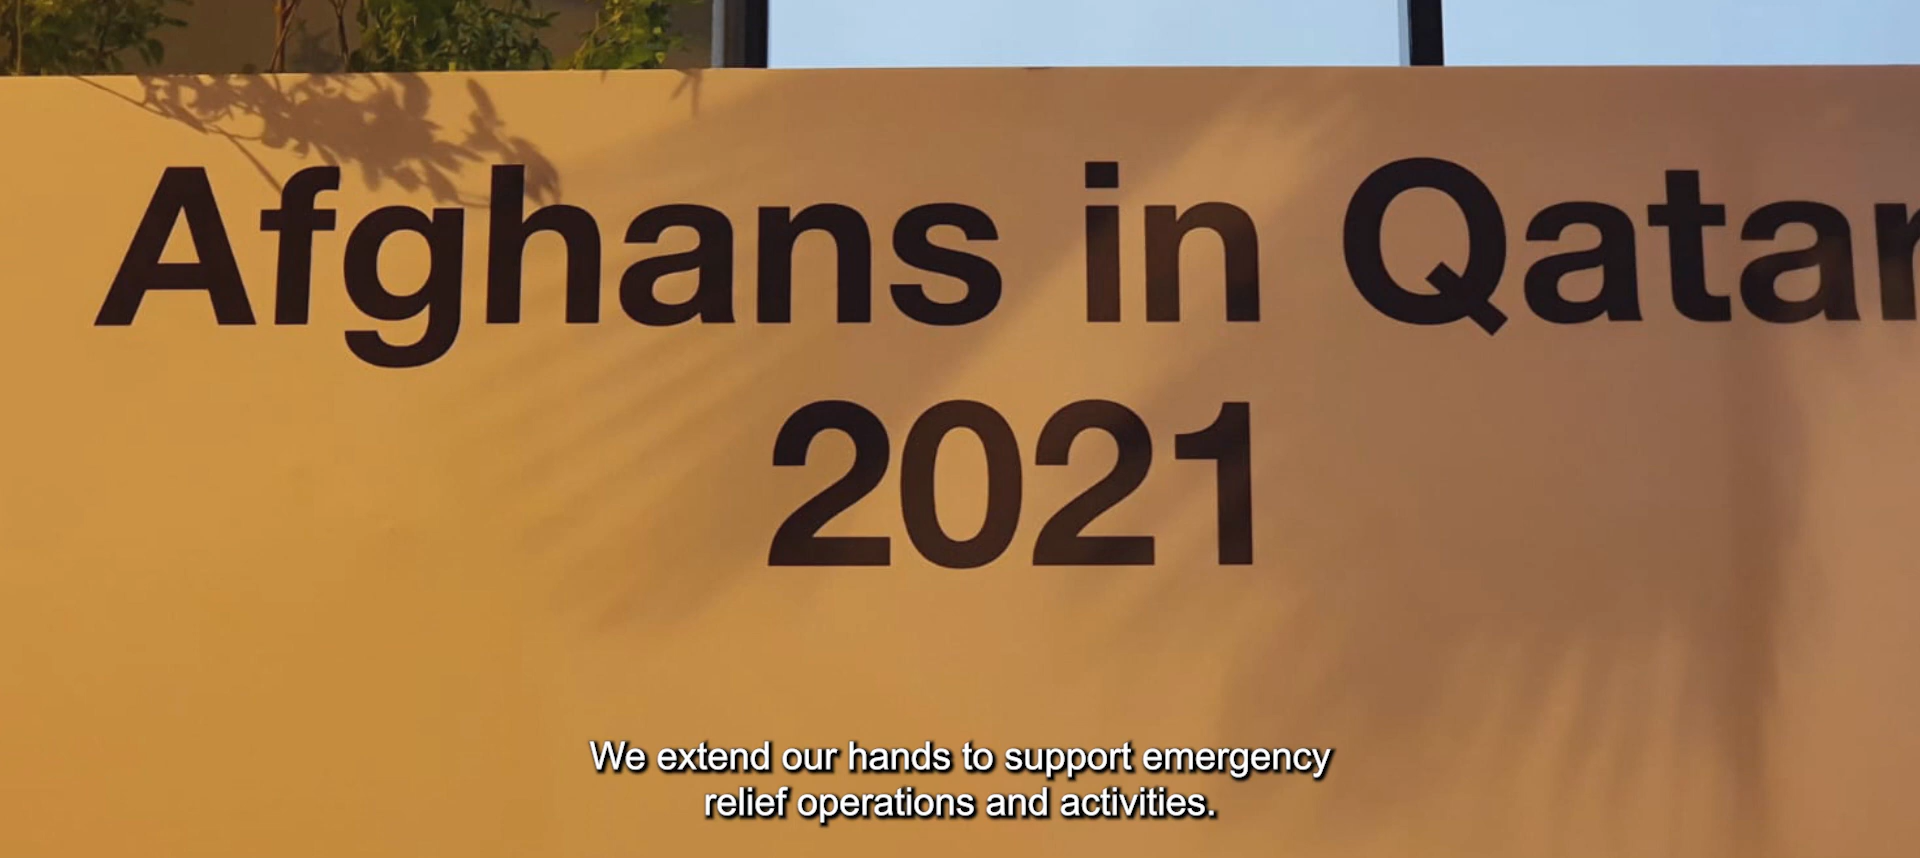 Afghans in Qatar
2021
We extend our hands to support emergency
relief operations and activities.